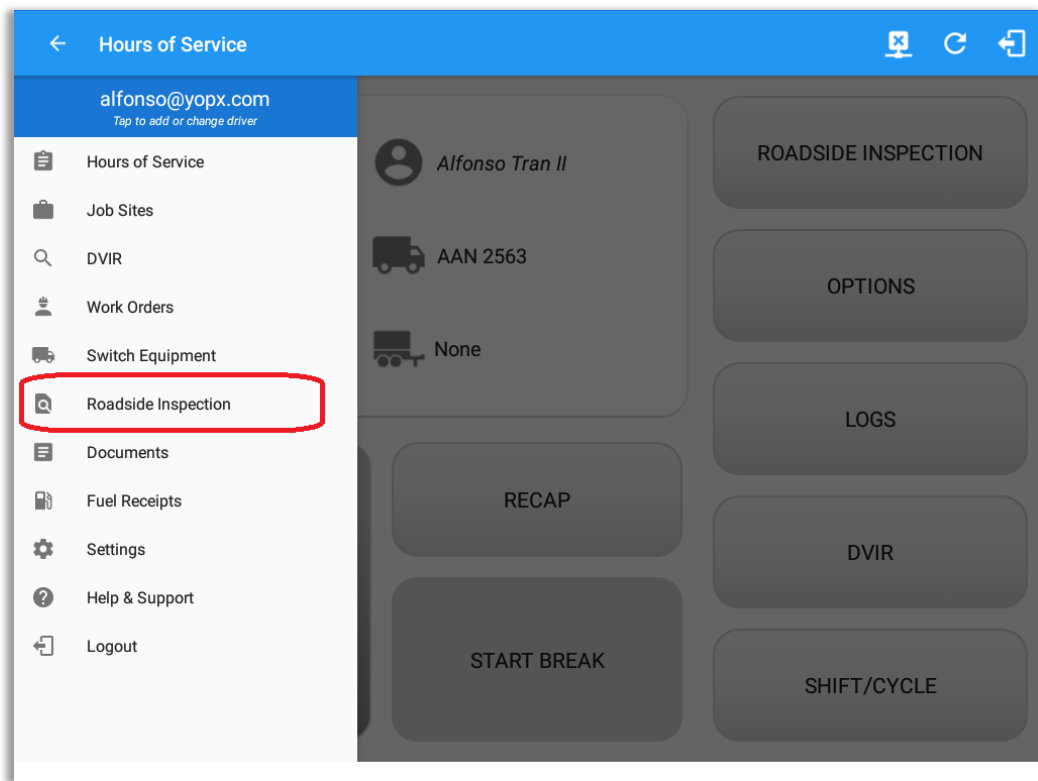 Hours of Service
alfonso@yopx.com
Tap to add or change driver
Hours of Service
Job Sites
DVIR
Work Orders
Switch Equipment
Roadside Inspection
Documents
Fuel Receipts
Settings
Help & Support
Logout
Alfonso Tran II
AAN 2563
None
RECAP
START BREAK
ROADSIDE INSPECTION
OPTIONS
LOGS
DVIR
SHIFT/CYCLE